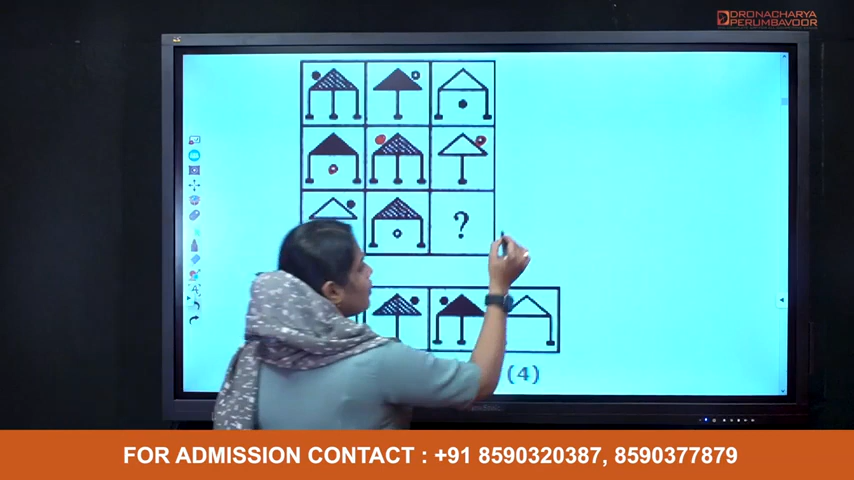 DRONACHARYA
PERUMBAVOOR
?
(4)
FOR ADMISSION CONTACT : +91 8590320387, 8590377879